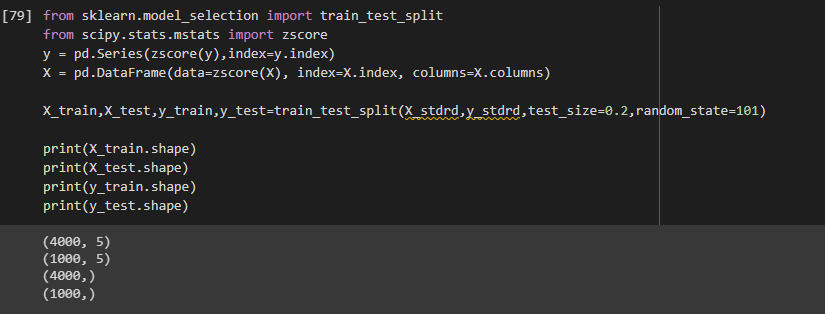 [79] from sklearn.model_selection import train_test_split
from scipy.stats.mstats import zscore
y = pd.Series(zscore(y),index=y.index)
X = pd.DataFrame(data=zscore(X), index=X.index, columns=X.columns)
X_train,X_test,y_train,y_test=train_test_split(X_stdrd,y_stdrd,test_size=0.2,random_state=101)
print(X_train.shape)
print(X_test.shape)
print(y_train.shape)
print(y_test.shape)
(4000, 5)
(1000, 5)
(4000,)
(1000,)